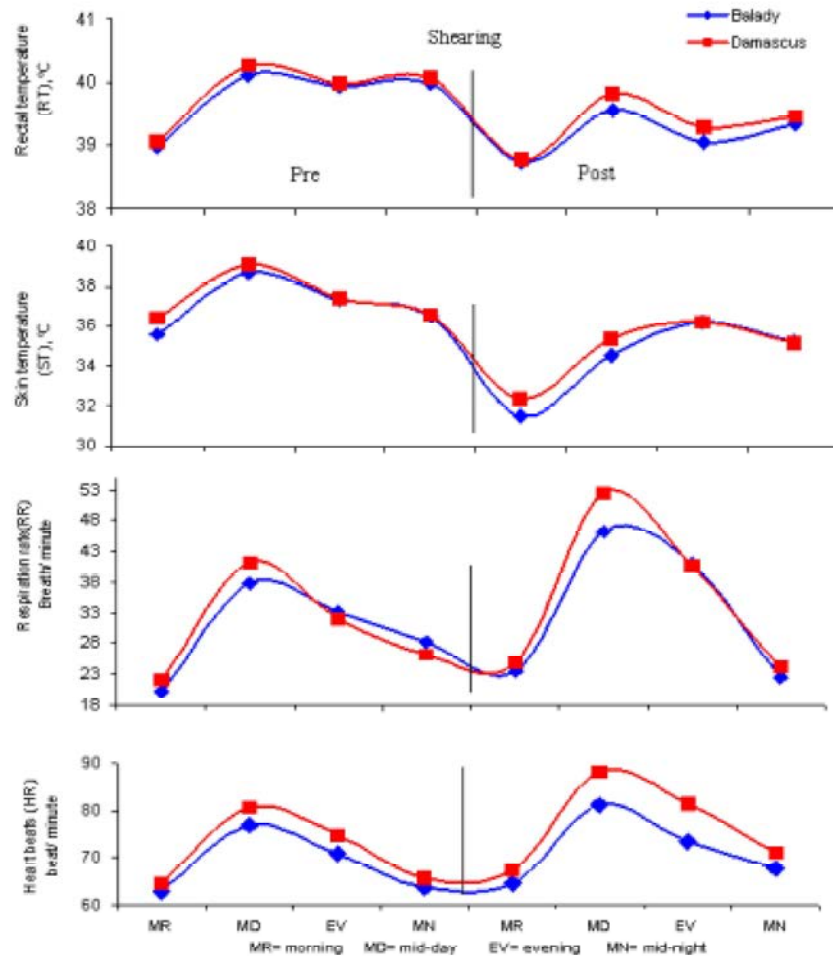 Balady
Damascus
Shearing
Rectal temperature
(RT), ºC
41
40
39
38
Pre
Post
Skin temperature
(ST), ºC
40
38
36
34
32
30
Respiration rate(RR)
Breath/ minute
53
48
43
38
33
28
23
18
Heart beats (HR)
beat/ minute
90
80
70
60
MR MD EV MN MR MD EV MN
MR= morning MD= mid-day EV= evening MN= mid-night